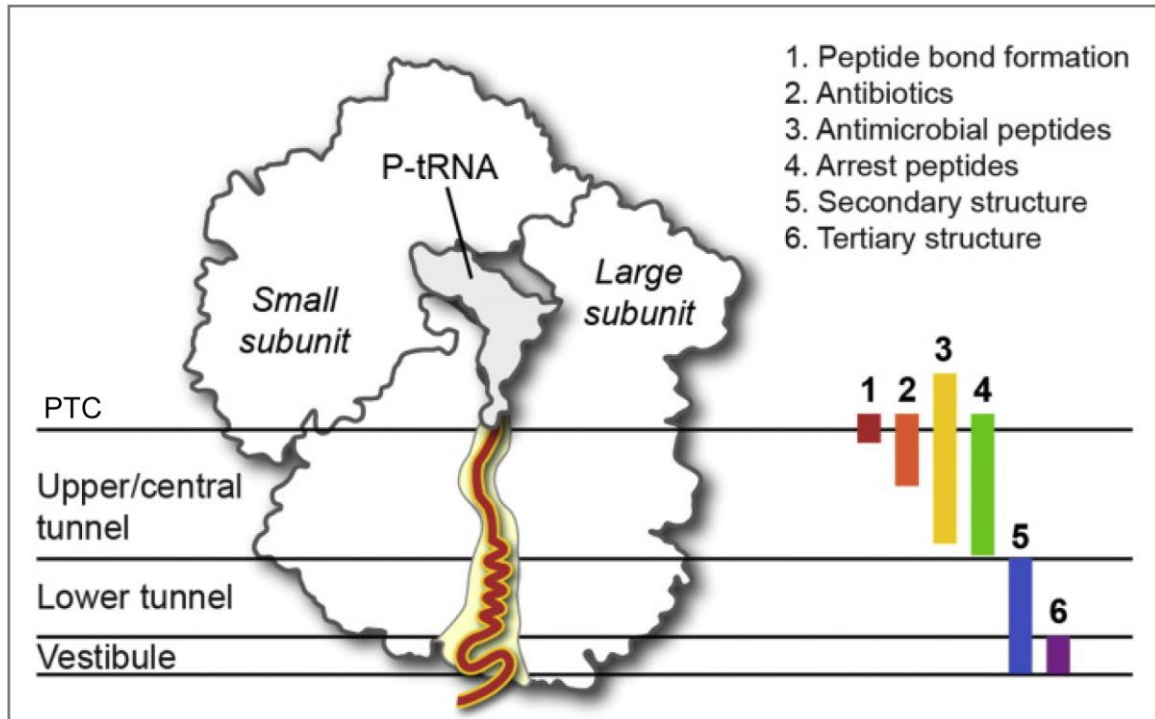 1. Peptide bond formation
2. Antibiotics
3. Antimicrobial peptides
4. Arrest peptides
5. Secondary structure
6. Tertiary structure
P-tRNA
Small
subunit
Large
subunit
PTC
Upper/central
tunnel
Lower tunnel
Vestibule
1
2
3
4
5
6